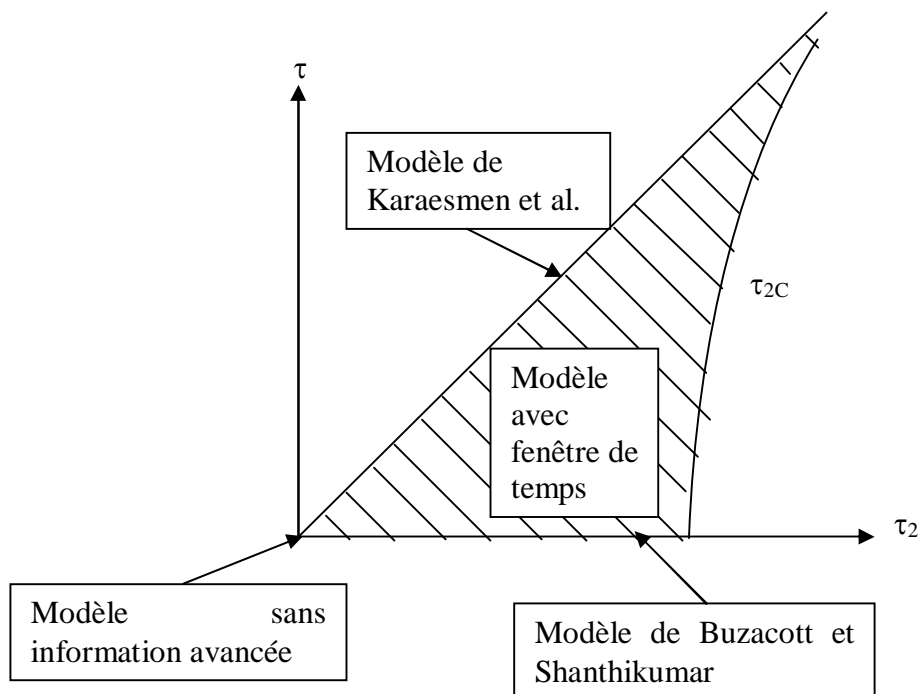 τ
Modèle de
Karaesmen et al.
τ2C
Modèle
avec
fenêtre de
temps
τ2
Modèle sans
information avancée
Modèle de Buzacott et
Shanthikumar